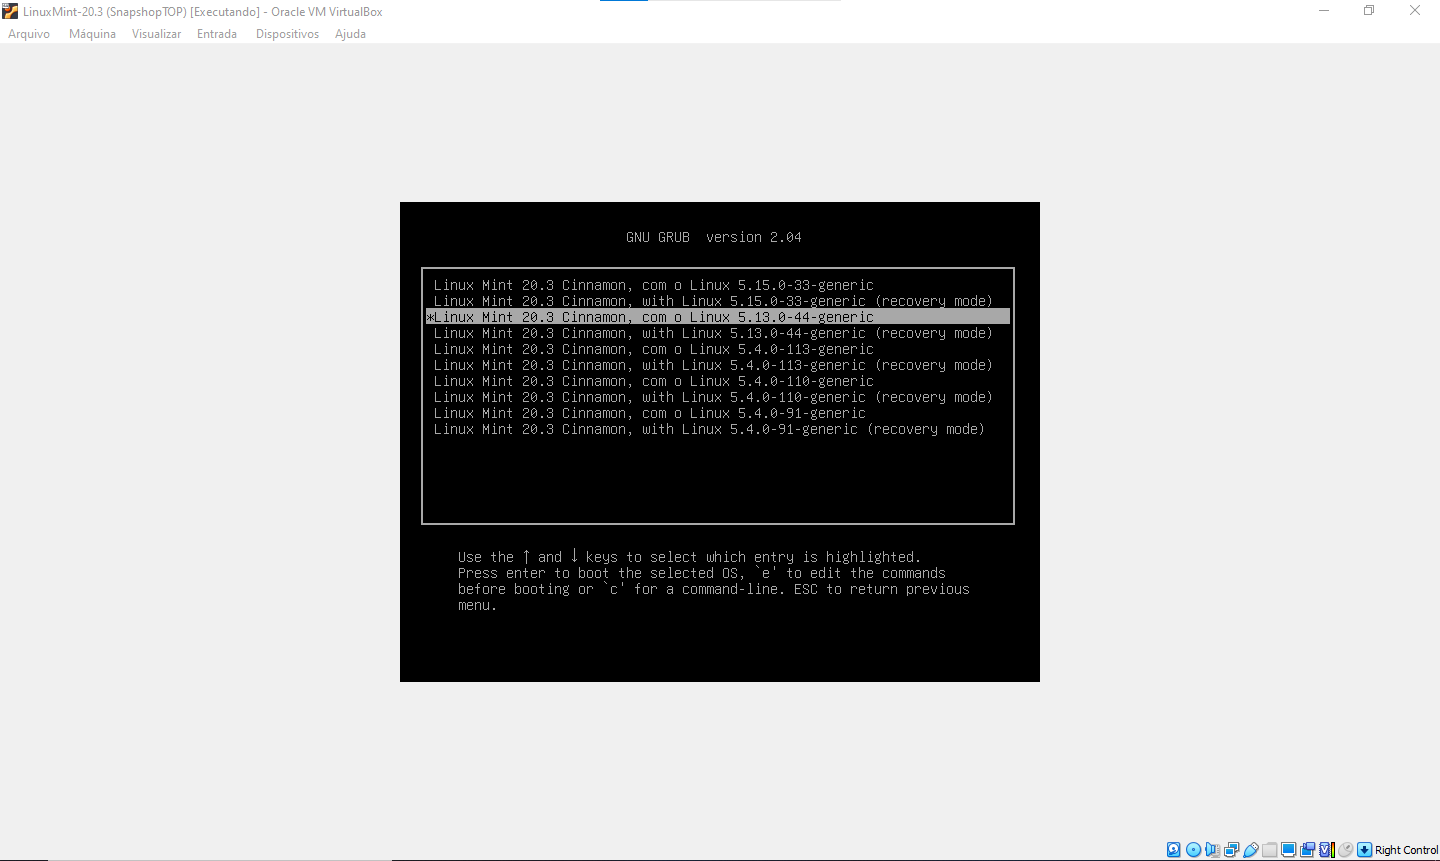 LinuxMint-20.3 (SnapshopTOP) [Executando] - Oracle VM VirtualBox
Arquivo Máquina Visualizar Entrada Dispositivos Ajuda
GNU GRUB  version 2.04
Linux Mint 20.3 Cinnamon, com o Linux 5.15.0-33-generic
Linux Mint 20.3 Cinnamon, with Linux 5.15.0-33-generic (recovery mode)
*Linux Mint 20.3 Cinnamon, com o Linux 5.13.0-44-generic
Linux Mint 20.3 Cinnamon, with Linux 5.13.0-44-generic (recovery mode)
Linux Mint 20.3 Cinnamon, com o Linux 5.4.0-113-generic
Linux Mint 20.3 Cinnamon, with Linux 5.4.0-113-generic (recovery mode)
Linux Mint 20.3 Cinnamon, com o Linux 5.4.0-110-generic
Linux Mint 20.3 Cinnamon, with Linux 5.4.0-110-generic (recovery mode)
Linux Mint 20.3 Cinnamon, com o Linux 5.4.0-91-generic
Linux Mint 20.3 Cinnamon, with Linux 5.4.0-91-generic (recovery mode)
Use the ↑ and ↓ keys to select which entry is highlighted.
Press enter to boot the selected OS, `e' to edit the commands
before booting or `c' for a command-line. ESC to return previous
menu.
Right Control